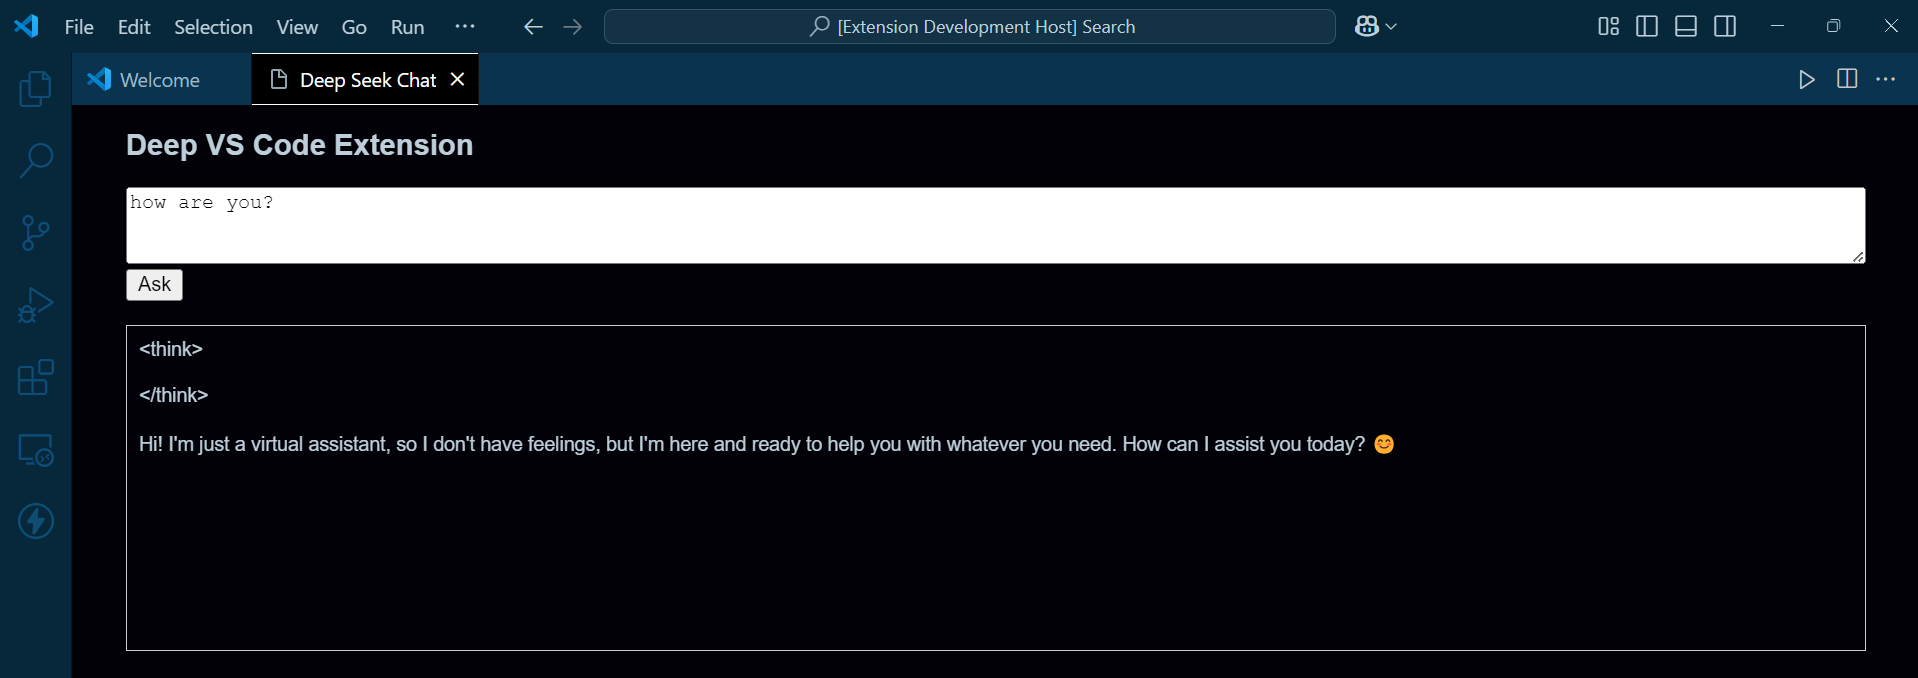 File Edit Selection View Go Run ···
[Extension Development Host] Search
Welcome
Deep Seek Chat
Deep VS Code Extension
how are you?
Ask
<think>
</think>
Hi! I'm just a virtual assistant, so I don't have feelings, but I'm here and ready to help you with whatever you need. How can I assist you today? 😊